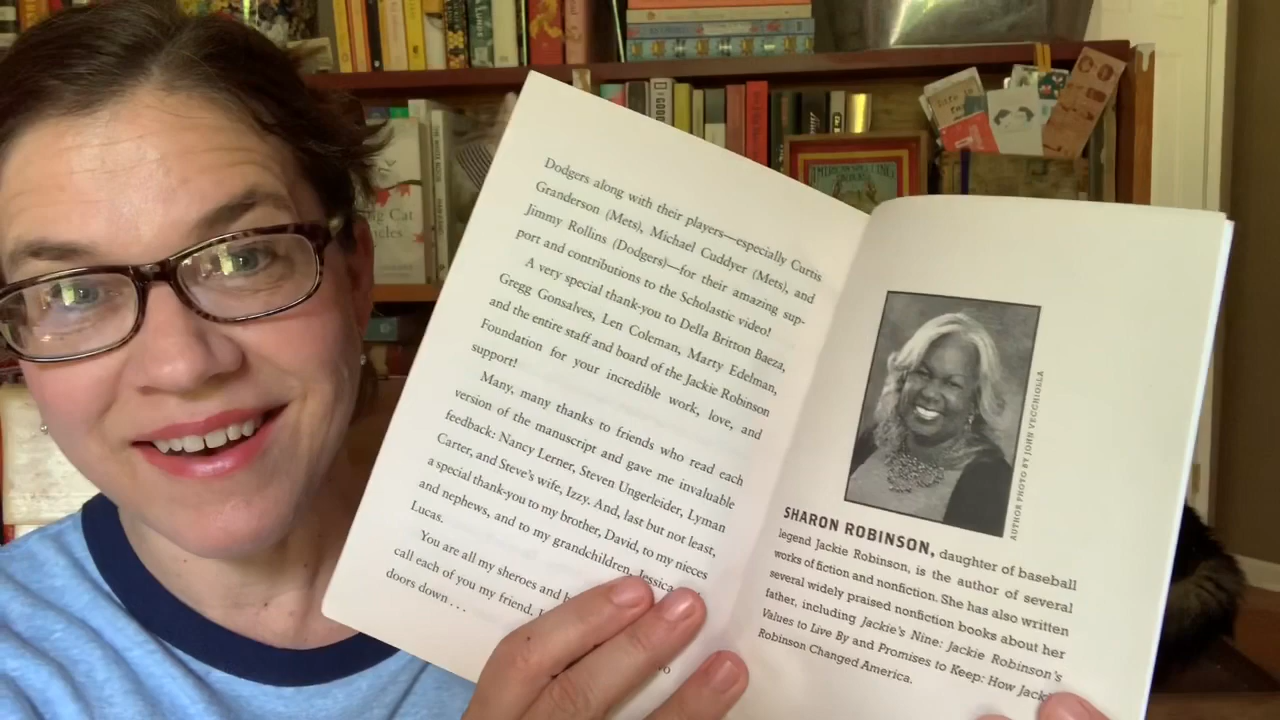 Dodgers along with their players—especially Curtis
Granderson (Mets), Michael Cuddyer (Mets), and
Jimmy Rollins (Dodgers)—for their amazing sup-
port and contributions to the Scholastic video!
A very special thank-you to Della Britton Baeza,
Gregg Gonsalves, Len Coleman, Marty Edelman,
and the entire staff and board of the Jackie Robinson
Foundation for your incredible work, love, and
support!
Many, many thanks to friends who read each
version of the manuscript and gave me invaluable
feedback: Nancy Lerner, Steven Ungerleider, Lyman
Carter, and Steve's wife, Izzy. And, last but not least,
a special thank-you to my brother, David, to my nieces
and nephews, and to my grandchildren, Jessica
Lucas.
You are all my sheroes and
call each of you my friend.
doors down . . .
AUTHOR PHOTO BY JOHN VECCHIOLLA
SHARON ROBINSON, daughter of baseball
legend Jackie Robinson, is the author of several
works of fiction and nonfiction. She has also written
several widely praised nonfiction books about her
father, including Jackie's Nine: Jackie Robinson's
Values to Live By and Promises to Keep: How Jackie
Robinson Changed America.